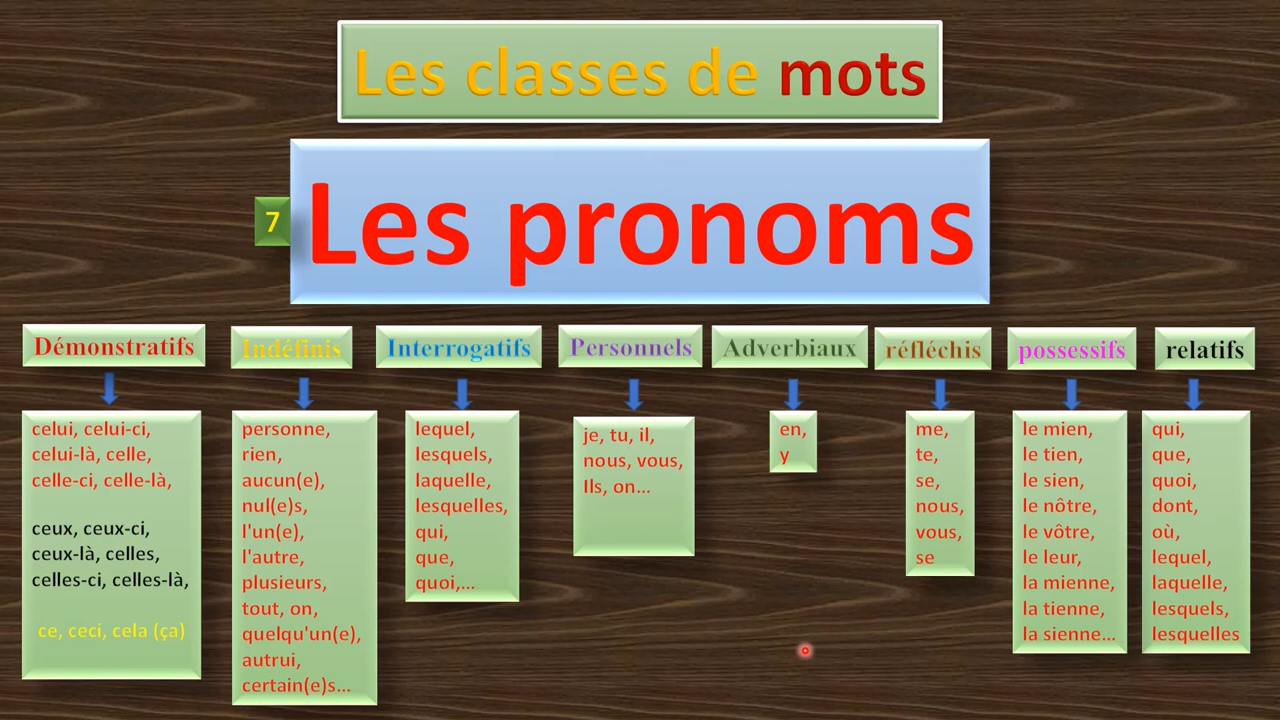 Les classes de mots
7
Les pronoms
Démonstratifs
Indéfinis
Interrogatifs
Personnels
Adverbiaux
réfléchis
possessifs
relatifs
celui, celui-ci,
celui-là, celle,
celle-ci, celle-là,
ceux, ceux-ci,
ceux-là, celles,
celles-ci, celles-là,
ce, ceci, cela (ça)
personne,
rien,
aucun(e),
nul(e)s,
l'un(e),
l'autre,
plusieurs,
tout, on,
quelqu'un(e),
autrui,
certain(e)s...
lequel,
lesquels,
laquelle,
lesquelles,
qui,
que,
quoi,...
je, tu, il,
nous, vous,
Ils, on...
en,
y
me,
te,
se,
nous,
vous,
se
le mien,
le tien,
le sien,
le nôtre,
le vôtre,
le leur,
la mienne,
la tienne,
la sienne...
qui,
que,
quoi,
dont,
où,
lequel,
laquelle,
lesquels,
lesquelles